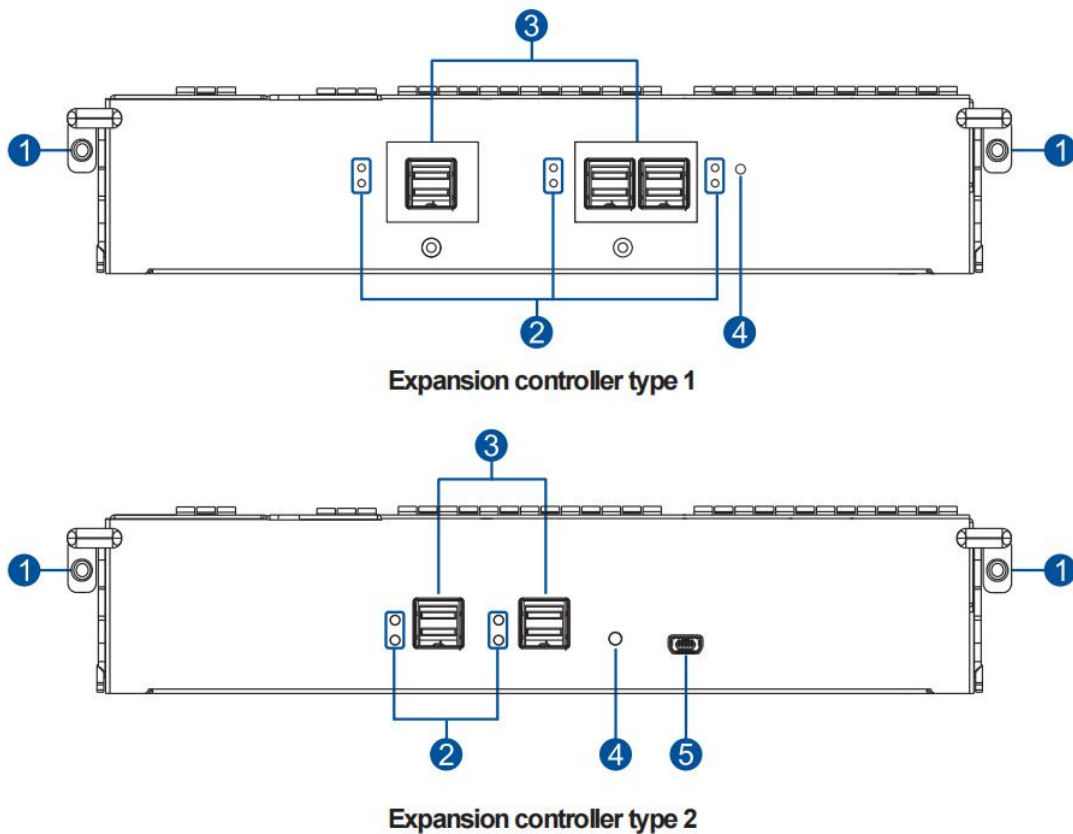 3
1 1
2 4
Expansion controller type 1
3
1 1
2 4 5
Expansion controller type 2